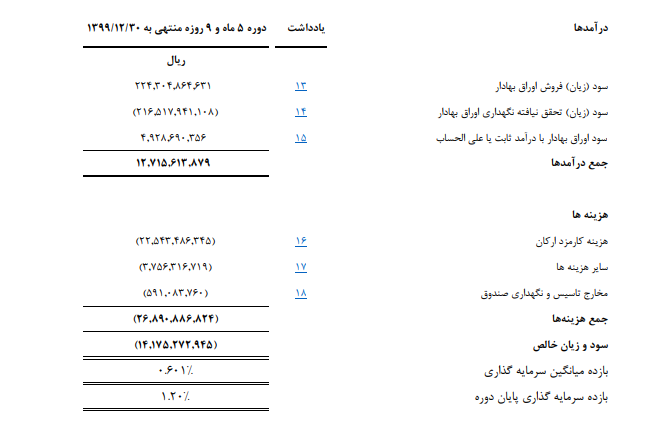 درآمدها یادداشت دوره ۵ ماه و ۹ روزه منتهی به ۱۳۹۹/۱۲/۳۰
ریال
سود (زیان) فروش اوراق بهادار ۱۳ ۲۲۴,۳۰۴,۸۶۴,۶۳۱
سود (زیان) تحقق نیافته نگهداری اوراق بهادار ۱۴ (۲۱۶,۵۱۷,۹۴۱,۱۰۸)
سود اوراق بهادار با درآمد ثابت یا علی الحساب ۱۵ ۴,۹۲۸,۶۹۰,۳۵۶
جمع درآمدها ۱۲,۷۱۵,۶۱۳,۸۷۹
هزینه ها
هزینه کارمزد ارکان ۱۶ (۲۲,۵۴۳,۴۸۶,۳۴۵)
سایر هزینه ها ۱۷ (۳,۷۵۶,۳۱۶,۷۱۹)
مخارج تاسیس و نگهداری صندوق ۱۸ (۵۹۱,۰۸۳,۷۶۰)
جمع هزینه‌ها (۲۶,۸۹۰,۸۸۶,۸۲۴)
سود و زیان خالص (۱۴,۱۷۵,۲۷۲,۹۴۵)
بازده میانگین سرمایه گذاری ۰.۶۰۱%
بازده سرمایه گذاری پایان دوره ۱.۲۰%